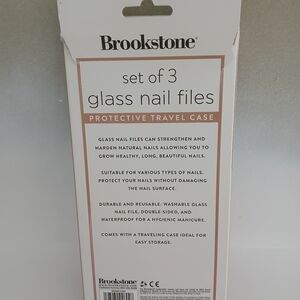 Brookstone®
set of 3
glass nail files
PROTECTIVE TRAVEL CASE
GLASS NAIL FILES CAN STRENGTHEN AND
HARDEN NATURAL NAILS ALLOWING YOU TO
GROW HEALTHY, LONG, BEAUTIFUL NAILS.
SUITABLE FOR VARIOUS TYPES OF NAILS.
PROTECT YOUR NAILS WITHOUT DAMAGING
THE NAIL SURFACE.
DURABLE AND REUSABLE: WASHABLE GLASS
NAIL FILE, DOUBLE-SIDED, AND
WATERPROOF FOR A HYGIENIC MANICURE.
COMES WITH A TRAVELING CASE IDEAL FOR
EASY STORAGE.
Brookstone®
CE